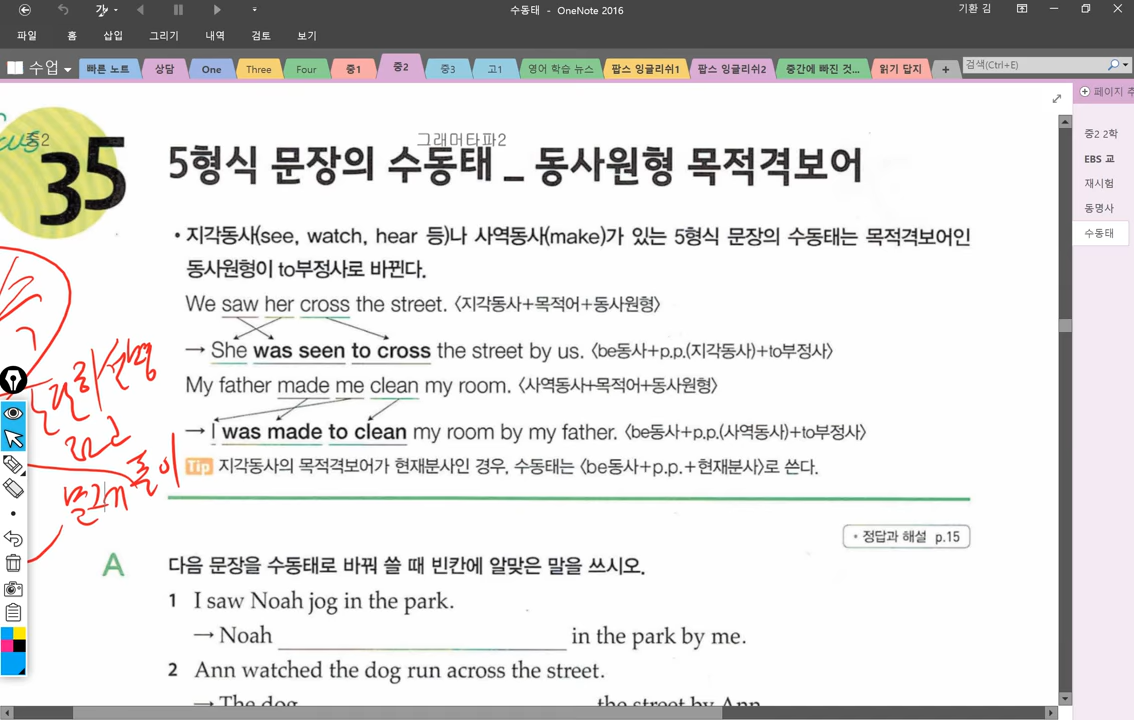 수동태 - OneNote 2016
기환 김
파일 홈 삽입 그리기 내역 검토 보기
수업 빠른 노트 상담 One Three Four 중1 중2 중3 고1 영어 학습 뉴스 팝스 잉글리쉬1 팝스 잉글리쉬2 중간에 빠진 것... 읽기 답지 + 검색(Ctrl+E)
페이지 추
중2 2학
EBS 교
재시험
동명사
수동태
중2
그래머타파2
35
5형식 문장의 수동태 _ 동사원형 목적격보어
• 지각동사(see, watch, hear 등)나 사역동사(make)가 있는 5형식 문장의 수동태는 목적격보어인
동사원형이 to부정사로 바뀐다.
We saw her cross the street. 〈지각동사+목적어+동사원형〉
→ She was seen to cross the street by us. 〈be동사+p.p.(지각동사)+to부정사〉
My father made me clean my room. 〈사역동사+목적어+동사원형〉
→ I was made to clean my room by my father. 〈be동사+p.p.(사역동사)+to부정사〉
Tip 지각동사의 목적격보어가 현재분사인 경우, 수동태는 〈be동사+p.p.+현재분사〉로 쓴다.
• 정답과 해설 p.15
A 다음 문장을 수동태로 바꿔 쓸 때 빈칸에 알맞은 말을 쓰시오.
1 I saw Noah jog in the park.
→ Noah in the park by me.
2 Ann watched the dog run across the street.
→ The dog the street by Ann.